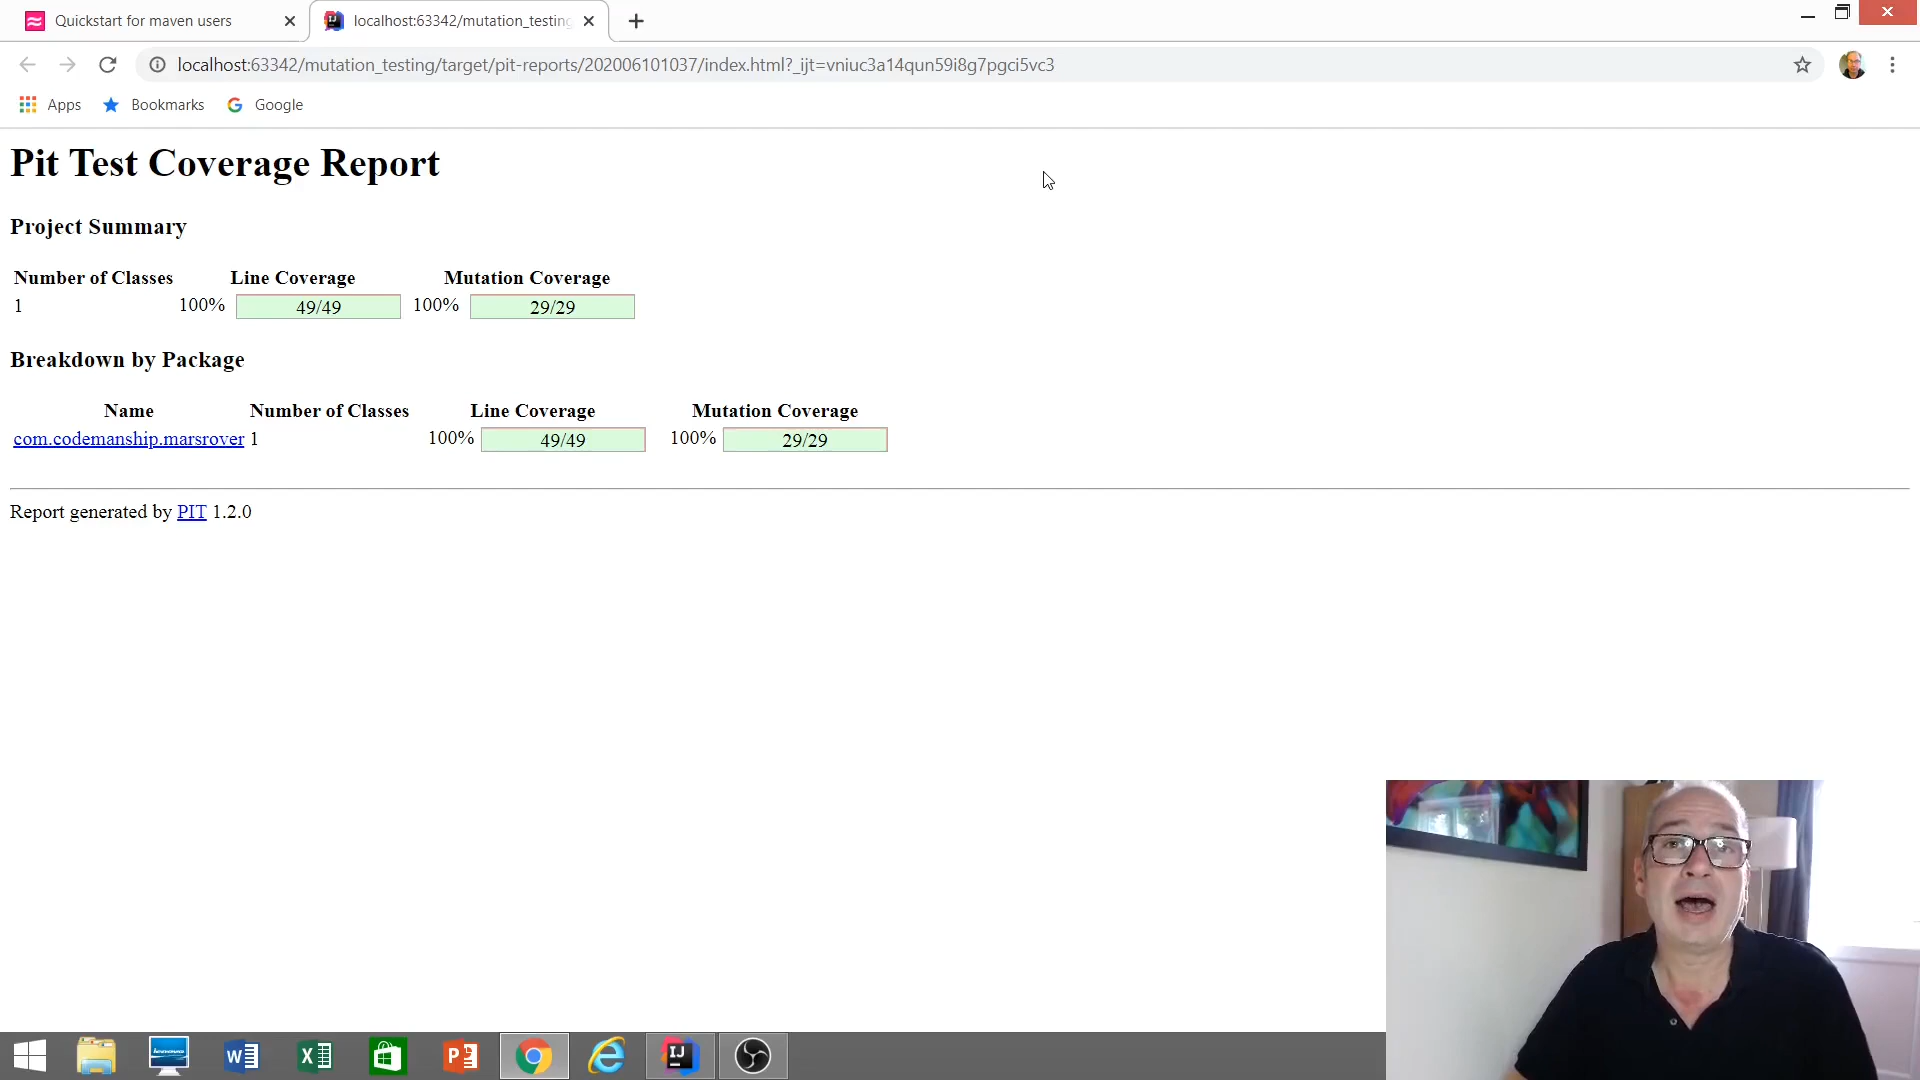 Quickstart for maven users
localhost:63342/mutation_testing
localhost:63342/mutation_testing/target/pit-reports/202006101037/index.html?_ijt=vniuc3a14qun59i8g7pgci5vc3
Apps Bookmarks Google
Pit Test Coverage Report
Project Summary
Number of Classes Line Coverage Mutation Coverage
1 100% 49/49 100% 29/29
Breakdown by Package
Name Number of Classes Line Coverage Mutation Coverage
com.codemanship.marsrover 1 100% 49/49 100% 29/29
Report generated by PIT 1.2.0